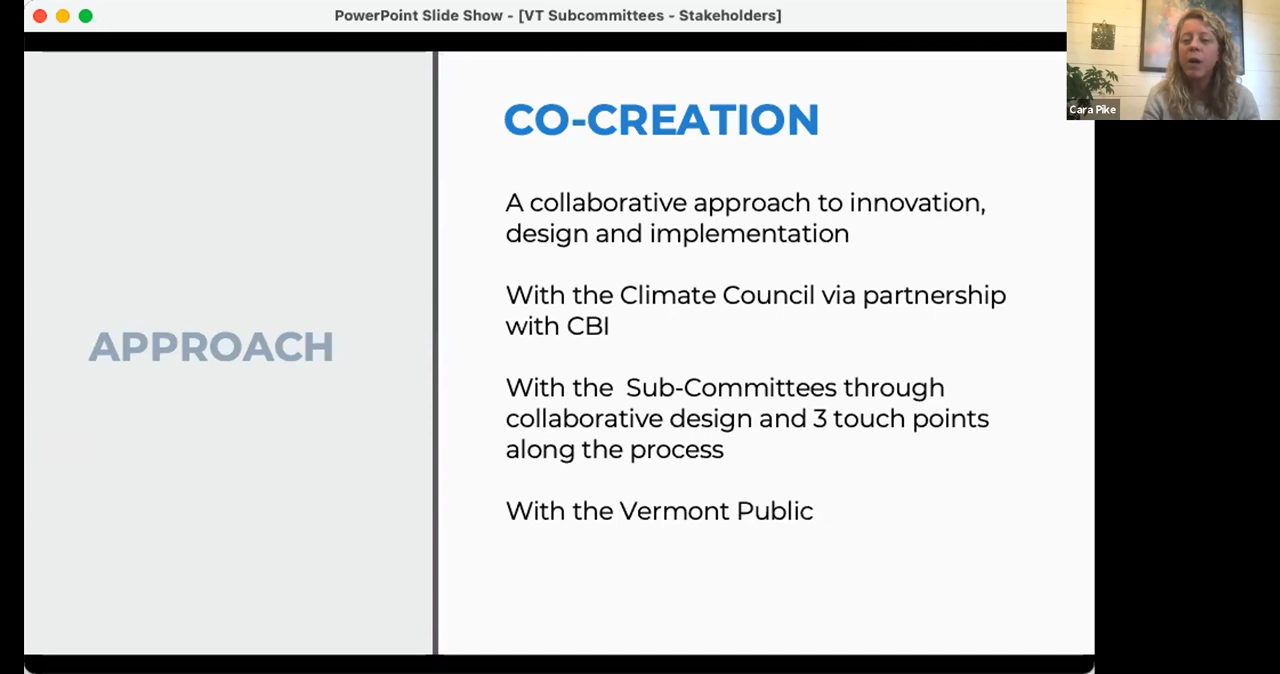 PowerPoint Slide Show - [VT Subcommittees - Stakeholders]
Cara Pike
APPROACH
CO-CREATION
A collaborative approach to innovation,
design and implementation
With the Climate Council via partnership
with CBI
With the  Sub-Committees through
collaborative design and 3 touch points
along the process
With the Vermont Public